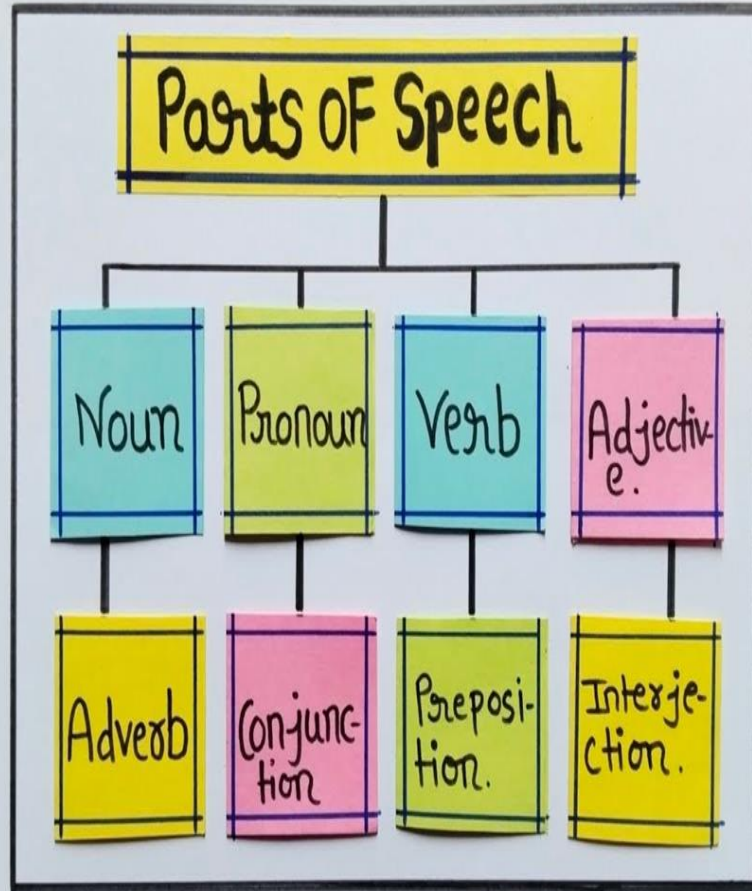 Parts OF Speech
Noun
Pronoun
Verb
Adjectiv-
e.
Adverb
Conjunc-
tion
Preposi-
tion.
Interje-
ction.